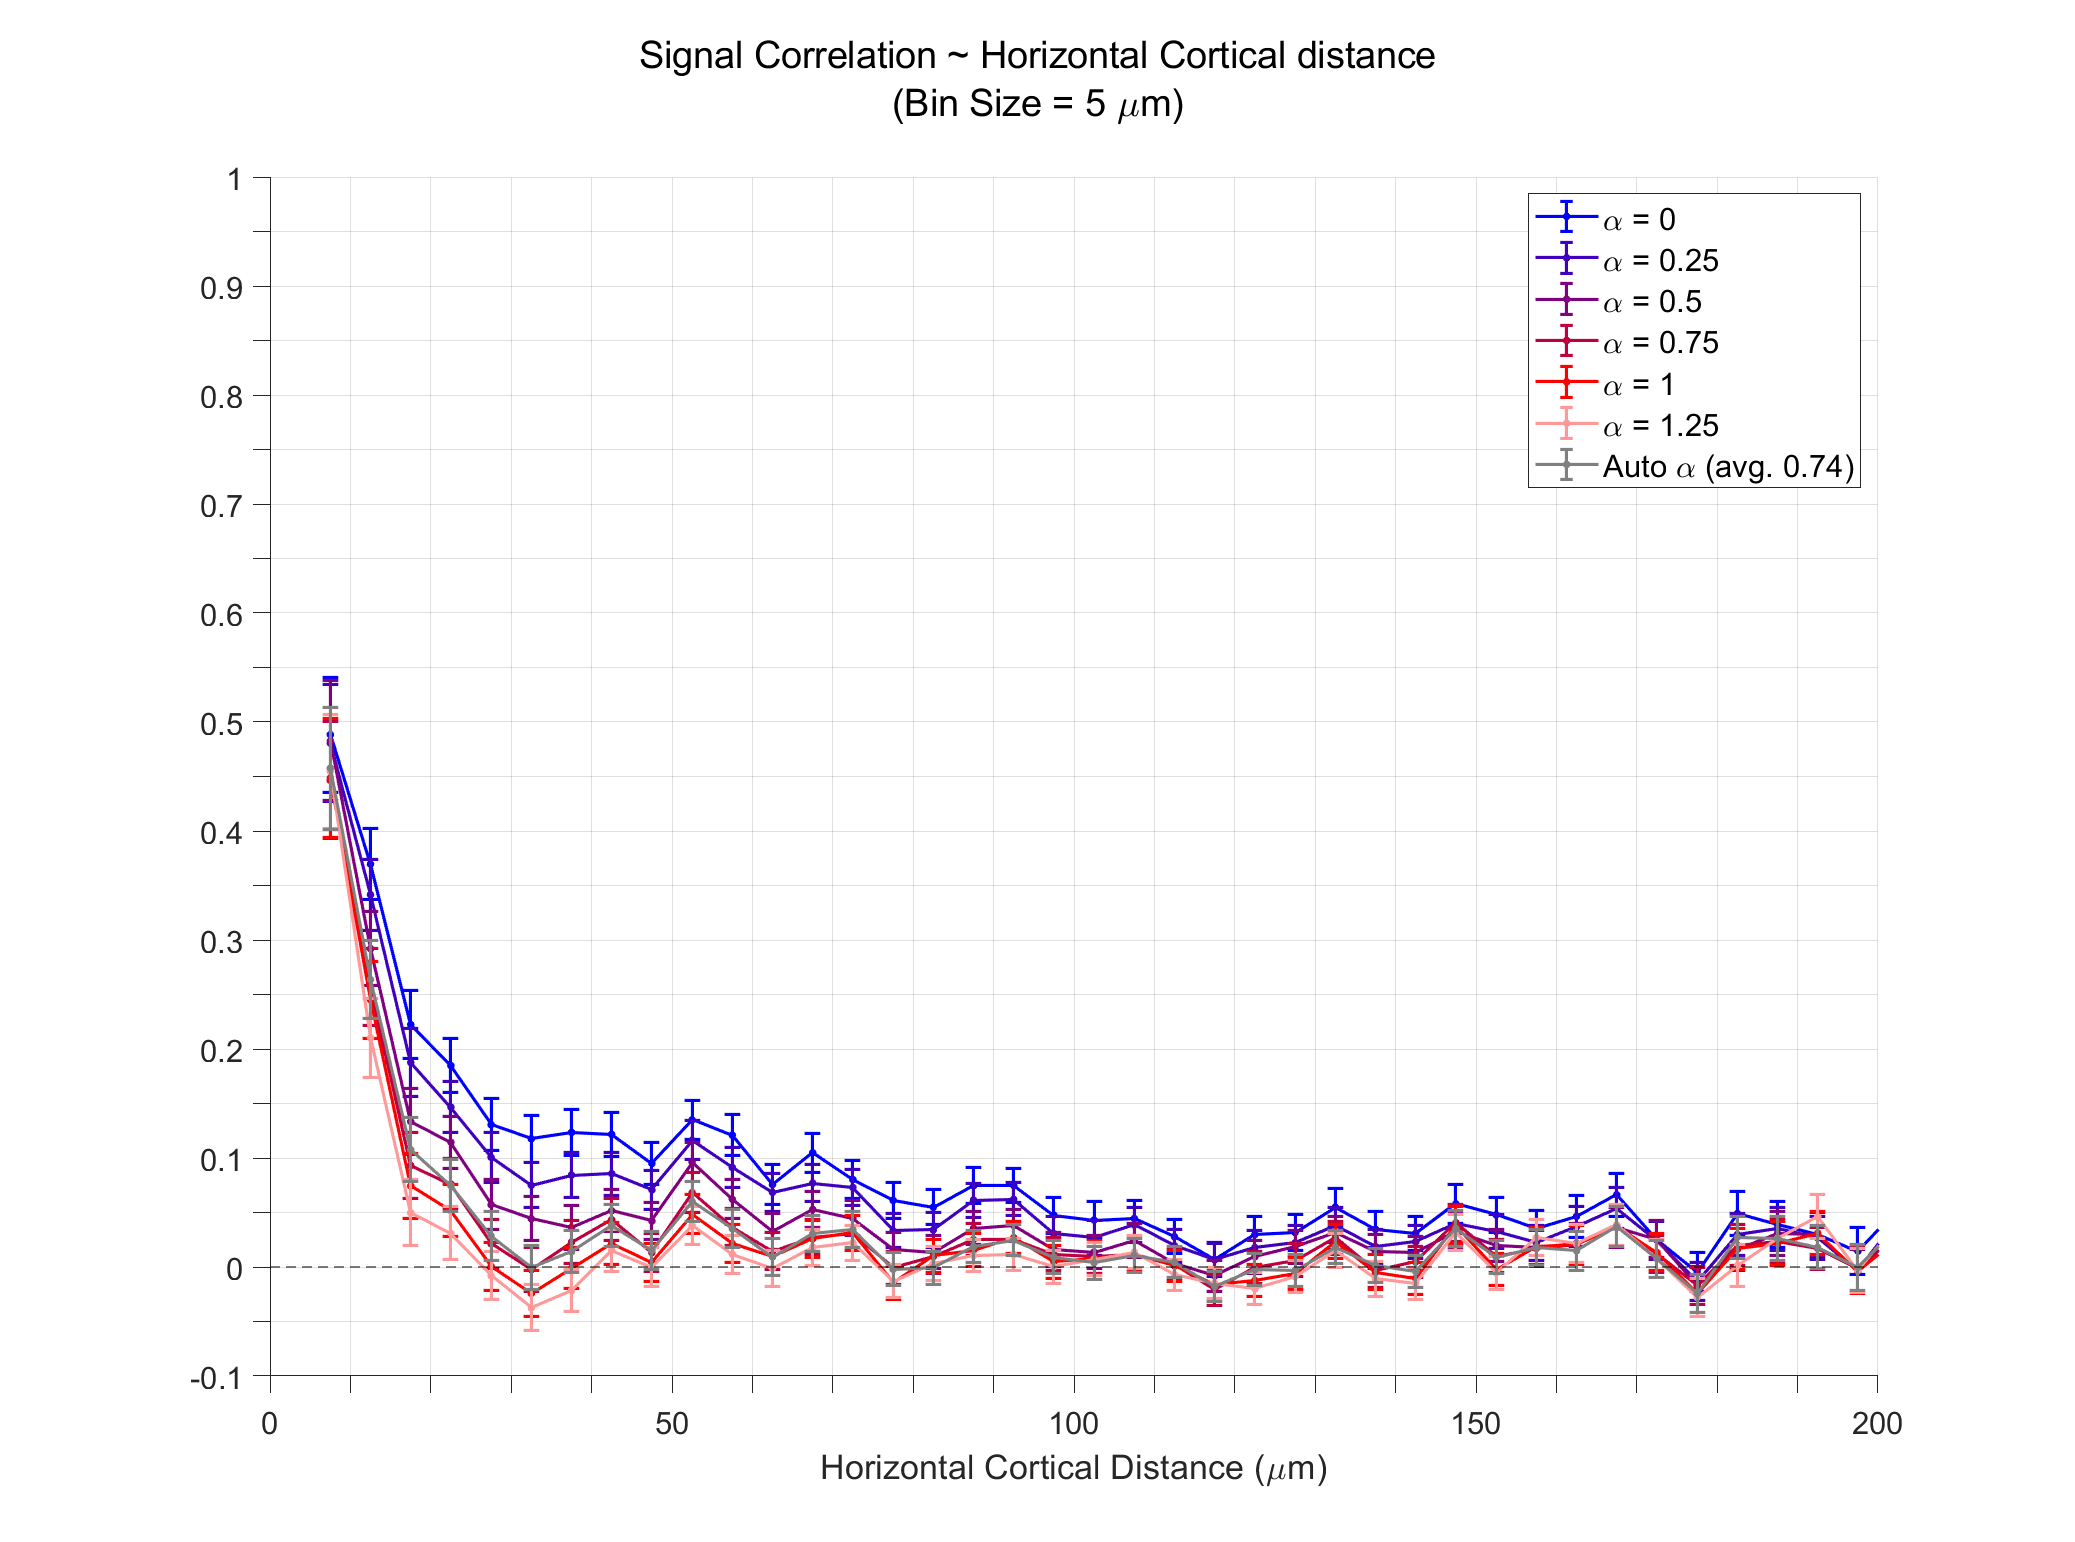 Signal Correlation ~ Horizontal Cortical distance
(Bin Size = 5 μm)
1
0.9
0.8
0.7
0.6
0.5
0.4
0.3
0.2
0.1
0
-0.1
α = 0
α = 0.25
α = 0.5
α = 0.75
α = 1
α = 1.25
Auto α (avg. 0.74)
0 50 100 150 200
Horizontal Cortical Distance (μm)